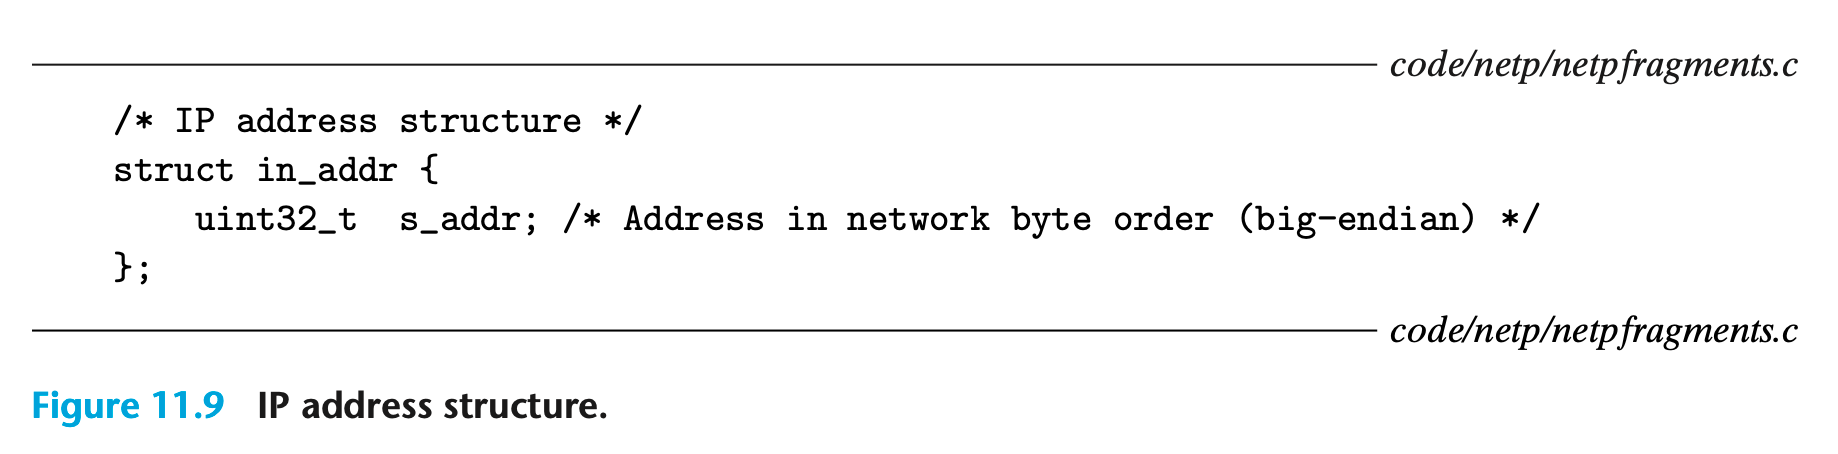 code/netp/netpfragments.c
/* IP address structure */
struct in_addr {
    uint32_t  s_addr; /* Address in network byte order (big-endian) */
};
code/netp/netpfragments.c
Figure 11.9 IP address structure.